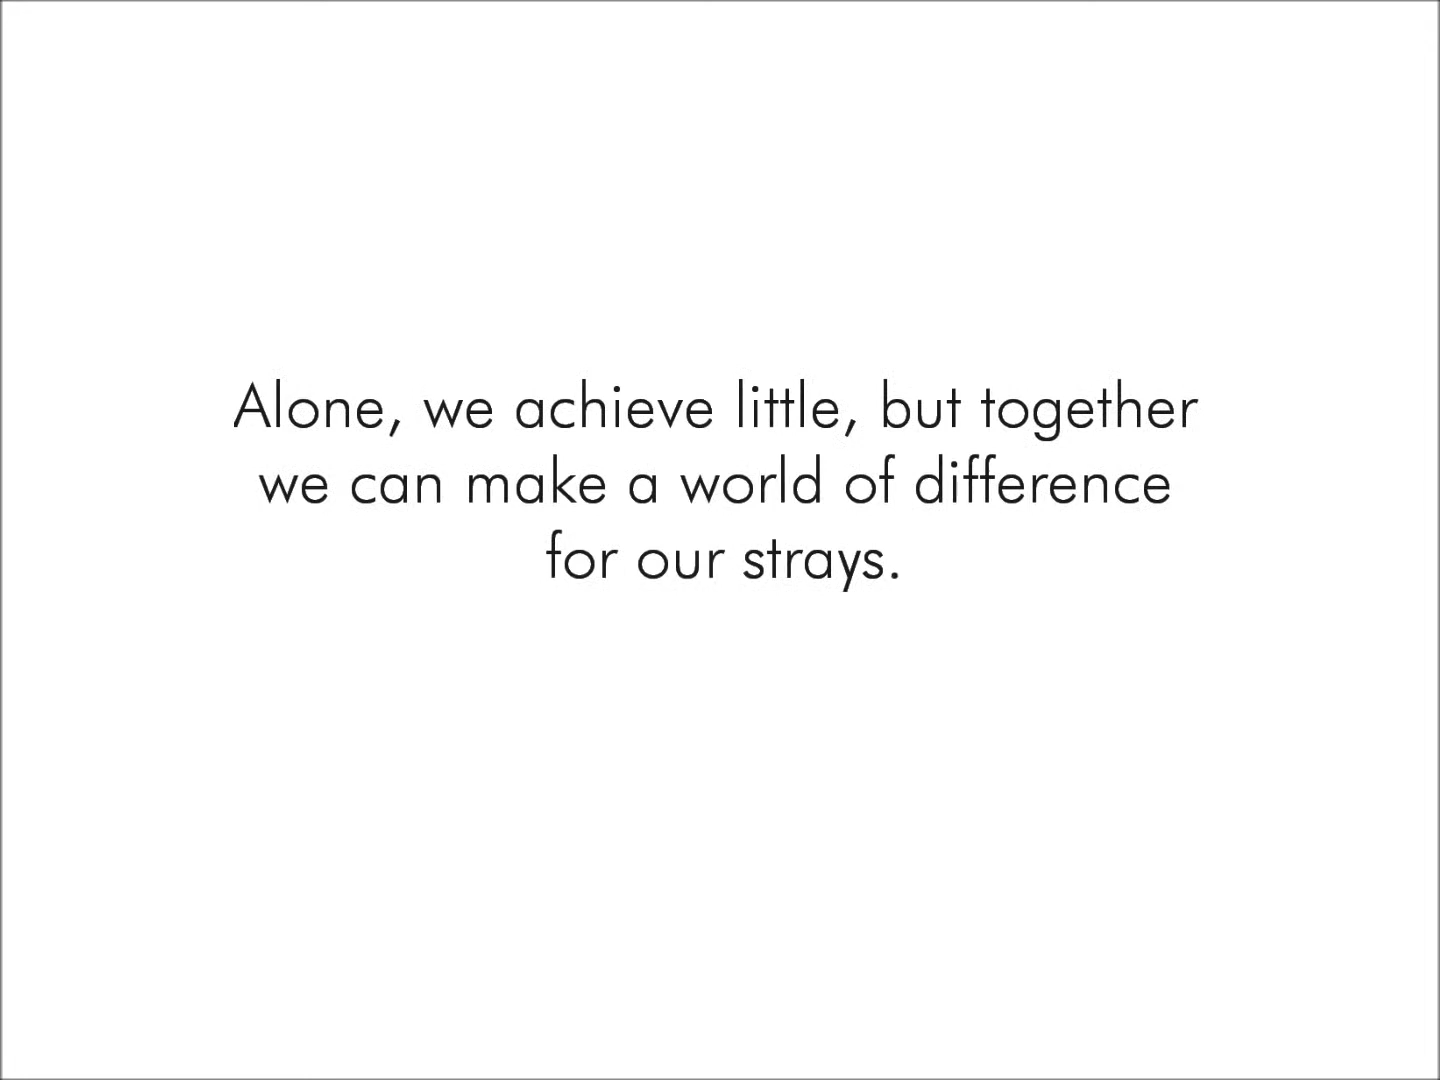 Alone, we achieve little, but together
we can make a world of difference
for our strays.